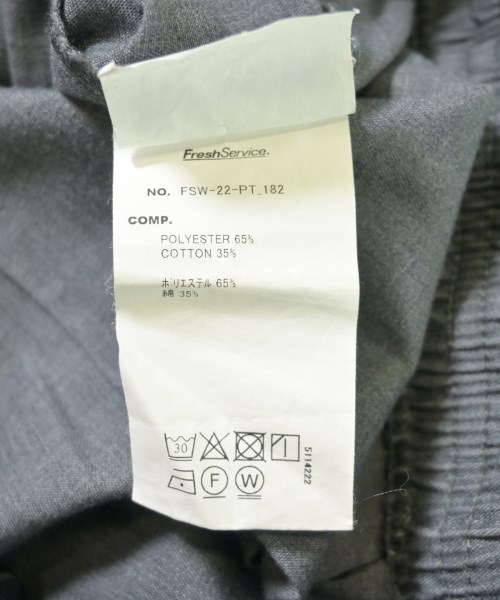 FreshService.
NO. FSW-22-PT_182
COMP.
POLYESTER 65%
COTTON 35%
ポリエステル 65%
綿 35%
30
5114222
F W